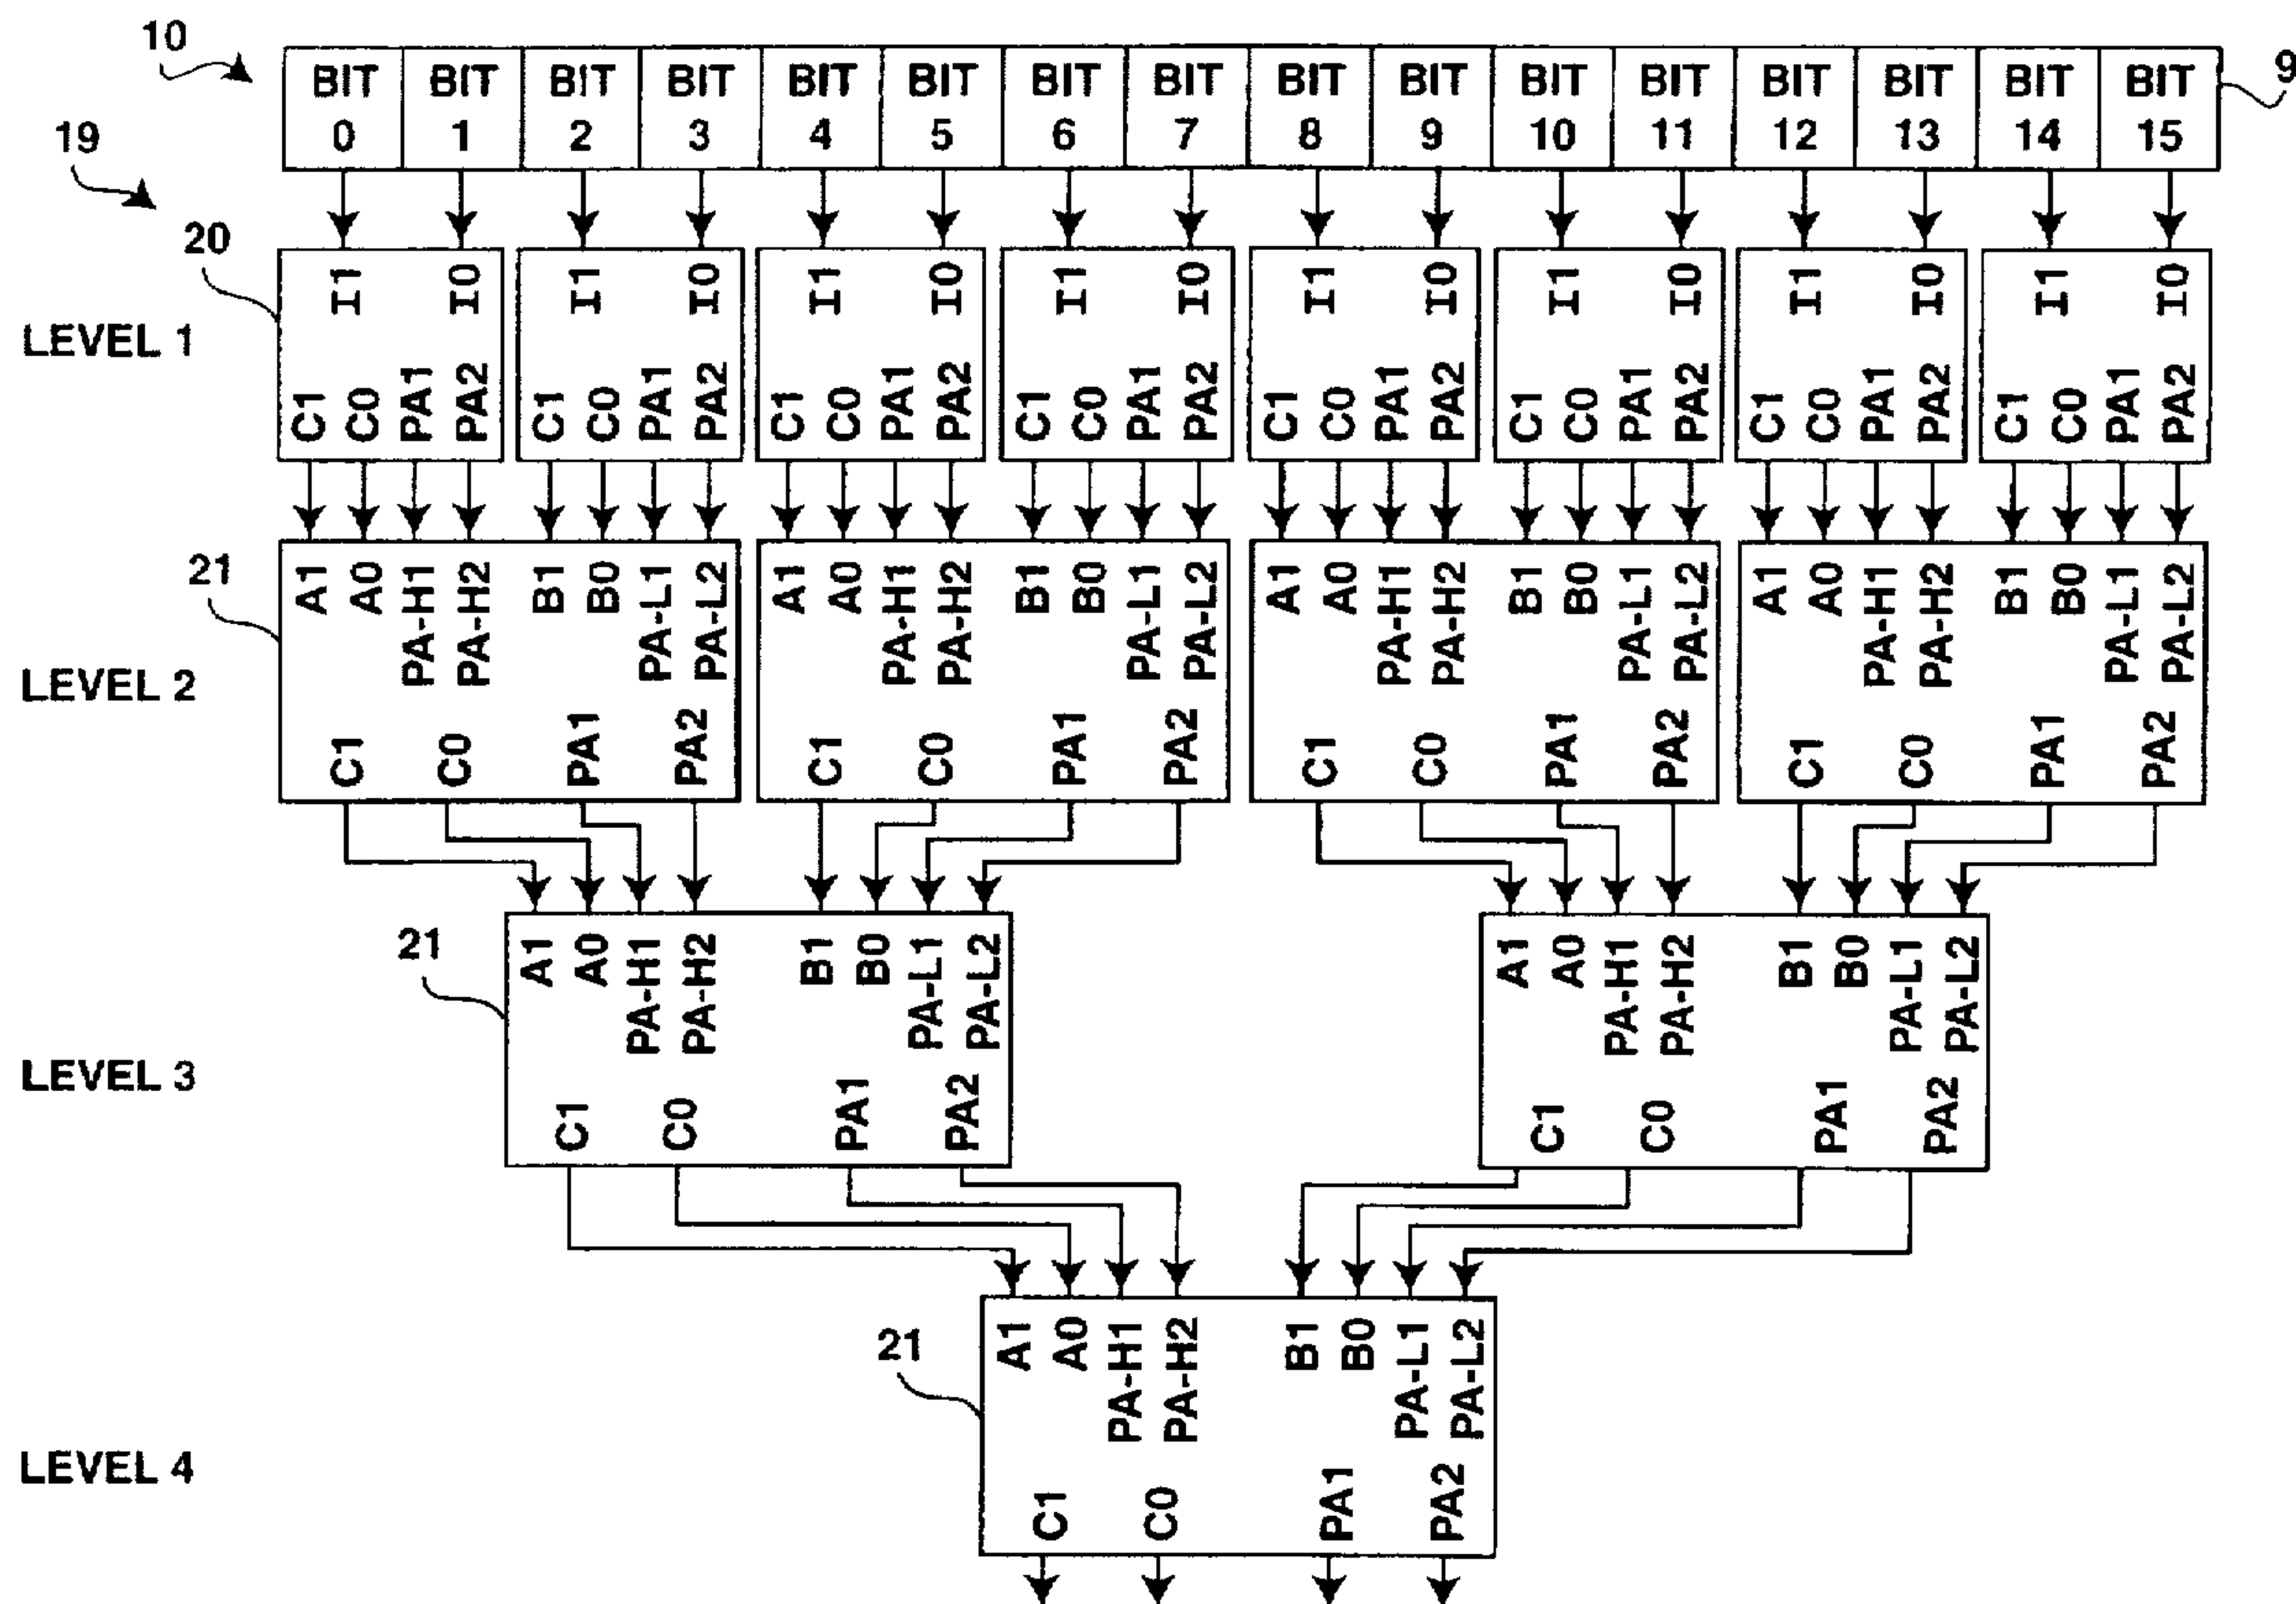 10
BIT 0 BIT 1 BIT 2 BIT 3 BIT 4 BIT 5 BIT 6 BIT 7 BIT 8 BIT 9 BIT 10 BIT 11 BIT 12 BIT 13 BIT 14 BIT 15
9
19
20
I1 I0 I1 I0 I1 I0 I1 I0 I1 I0 I1 I0 I1 I0 I1 I0
LEVEL 1
C1 C0 PA1 PA2 C1 C0 PA1 PA2 C1 C0 PA1 PA2 C1 C0 PA1 PA2 C1 C0 PA1 PA2 C1 C0 PA1 PA2 C1 C0 PA1 PA2 C1 C0 PA1 PA2
21
A1 A0 PA-H1 PA-H2 B1 B0 PA-L1 PA-L2 A1 A0 PA-H1 PA-H2 B1 B0 PA-L1 PA-L2 A1 A0 PA-H1 PA-H2 B1 B0 PA-L1 PA-L2 A1 A0 PA-H1 PA-H2 B1 B0 PA-L1 PA-L2
LEVEL 2
C1 C0 PA1 PA2 C1 C0 PA1 PA2 C1 C0 PA1 PA2 C1 C0 PA1 PA2
21
A1 A0 PA-H1 PA-H2 B1 B0 PA-L1 PA-L2 A1 A0 PA-H1 PA-H2 B1 B0 PA-L1 PA-L2
LEVEL 3
C1 C0 PA1 PA2 C1 C0 PA1 PA2
21
A1 A0 PA-H1 PA-H2 B1 B0 PA-L1 PA-L2
LEVEL 4
C1 C0 PA1 PA2